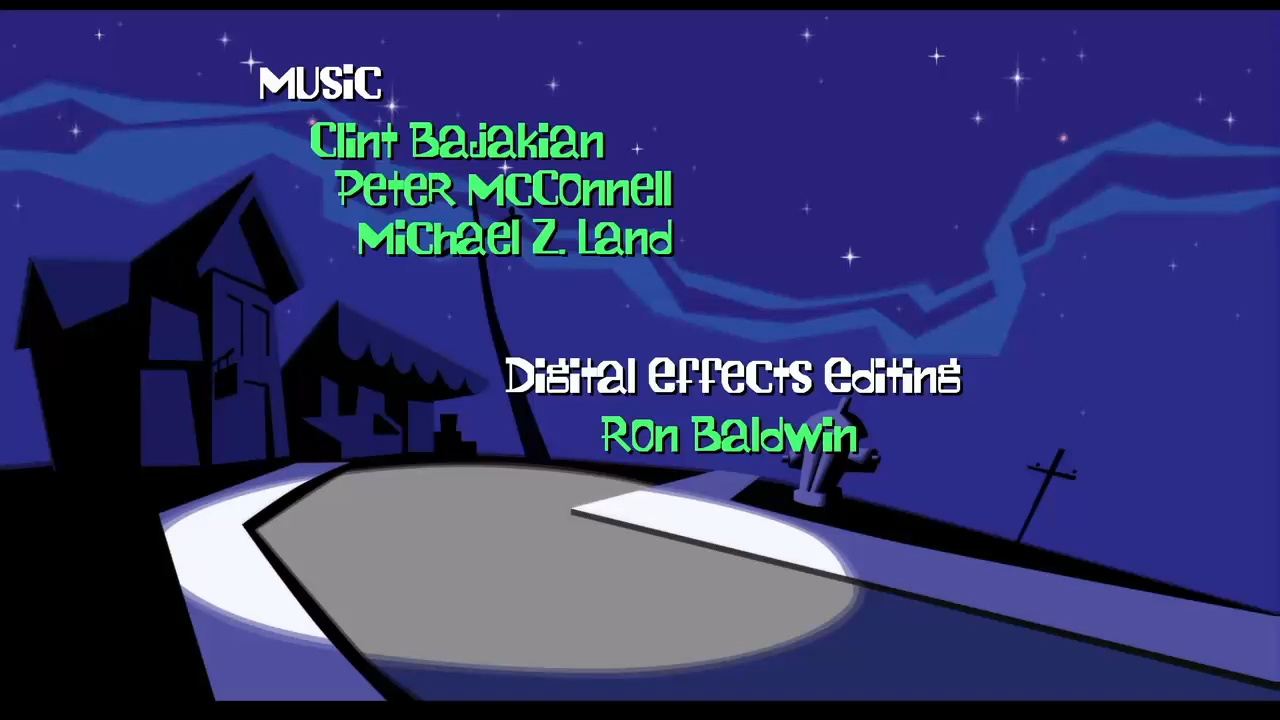 Music
Clint Bajakian
Peter McConnell
Michael Z. Land
Digital Effects Editing
Ron Baldwin